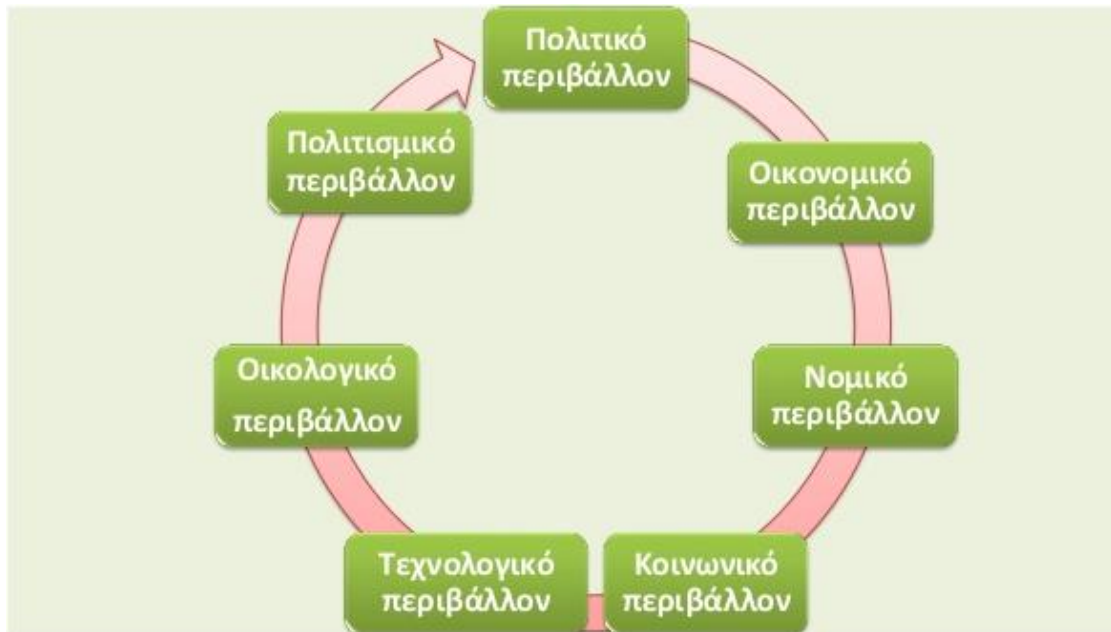 Πολιτικό
περιβάλλον
Οικονομικό
περιβάλλον
Νομικό
περιβάλλον
Κοινωνικό
περιβάλλον
Τεχνολογικό
περιβάλλον
Οικολογικό
περιβάλλον
Πολιτισμικό
περιβάλλον